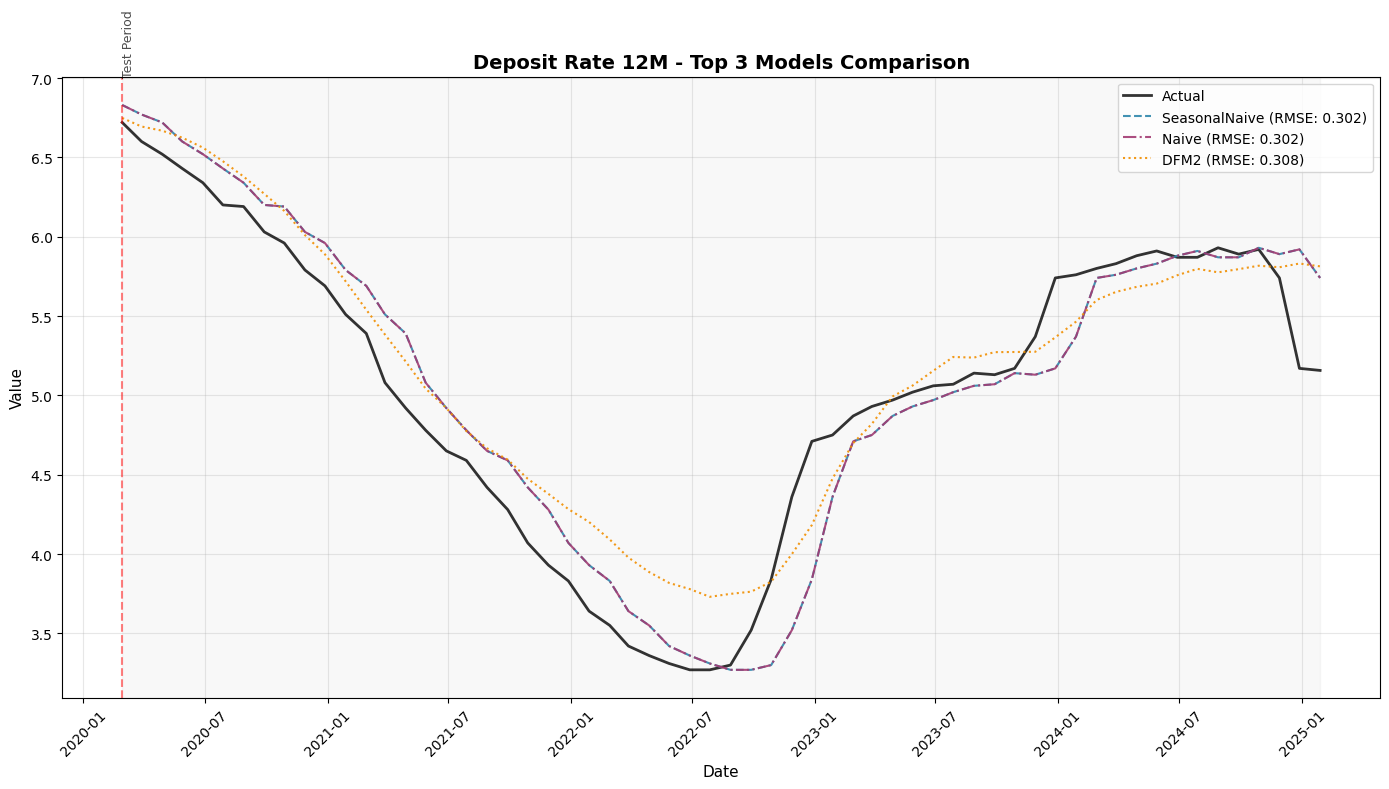 Test Period
Deposit Rate 12M - Top 3 Models Comparison
Actual
SeasonalNaive (RMSE: 0.302)
Naive (RMSE: 0.302)
DFM2 (RMSE: 0.308)
Value
7.0
6.5
6.0
5.5
5.0
4.5
4.0
3.5
2020-01
2020-07
2021-01
2021-07
2022-01
2022-07
2023-01
2023-07
2024-01
2024-07
2025-01
Date